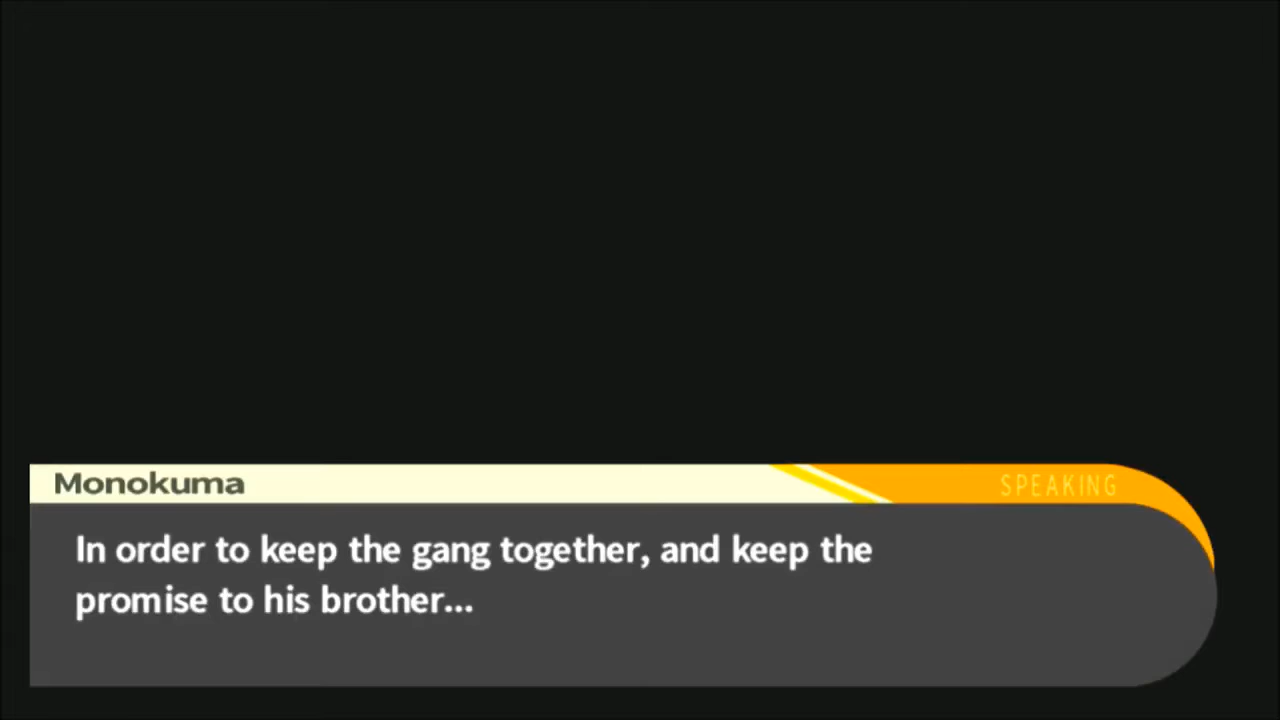 Monokuma
SPEAKING
In order to keep the gang together, and keep the
promise to his brother...